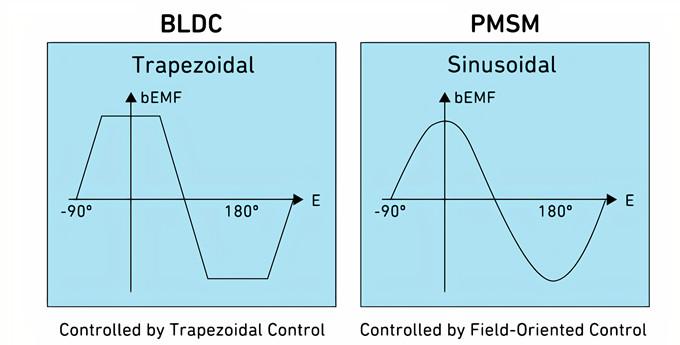 BLDC
Trapezoidal
bEMF
E
-90°
180°
Controlled by Trapezoidal Control
PMSM
Sinusoidal
bEMF
E
-90°
180°
Controlled by Field-Oriented Control